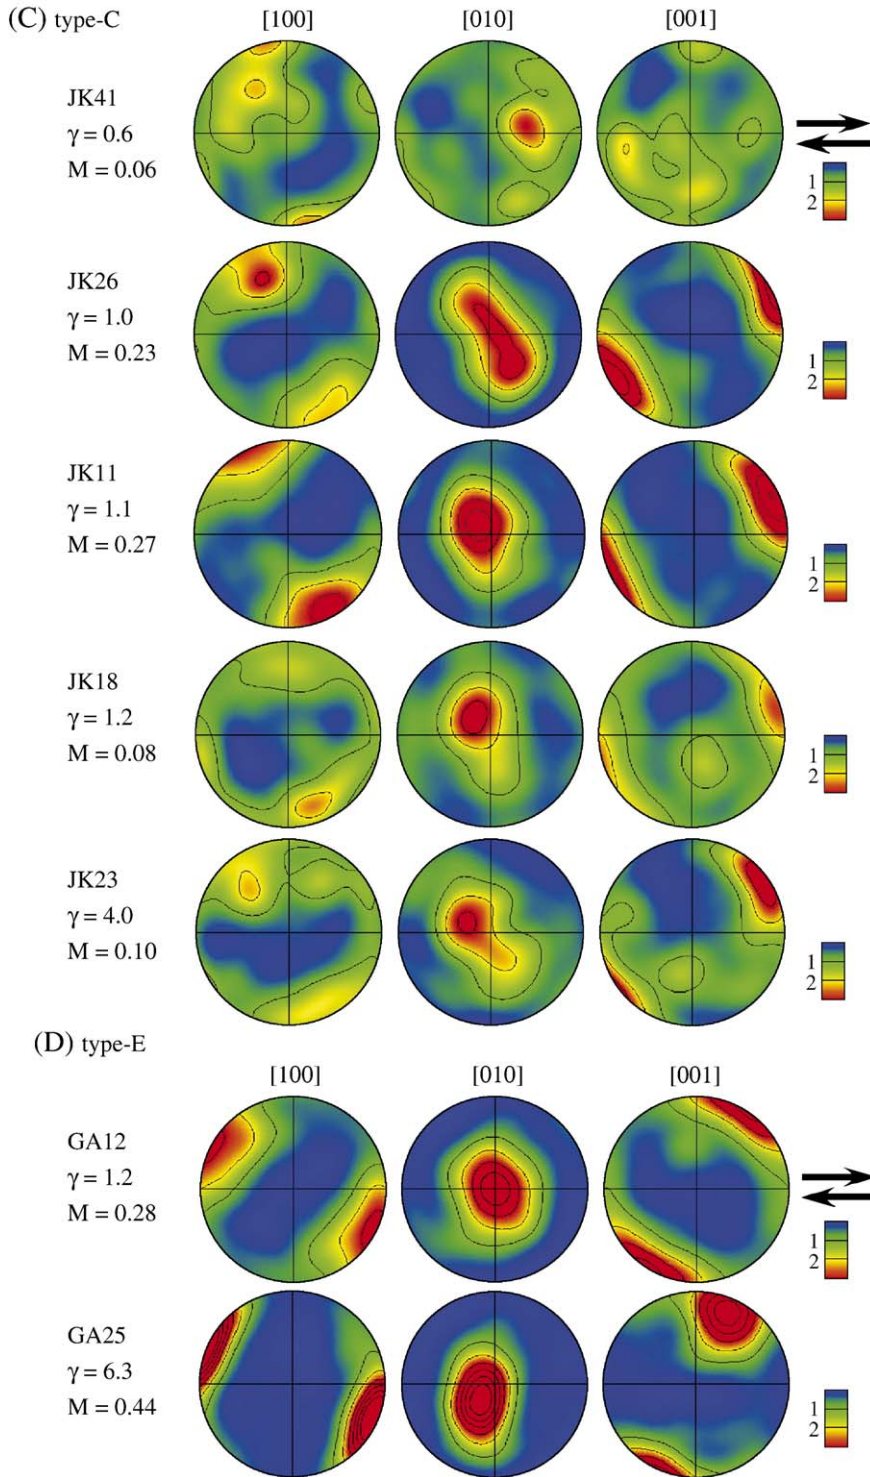 (C) type-C
[100] [010] [001]
JK41
γ = 0.6
M = 0.06
1
2
JK26
γ = 1.0
M = 0.23
1
2
JK11
γ = 1.1
M = 0.27
1
2
JK18
γ = 1.2
M = 0.08
1
2
JK23
γ = 4.0
M = 0.10
1
2
(D) type-E
[100] [010] [001]
GA12
γ = 1.2
M = 0.28
1
2
GA25
γ = 6.3
M = 0.44
1
2